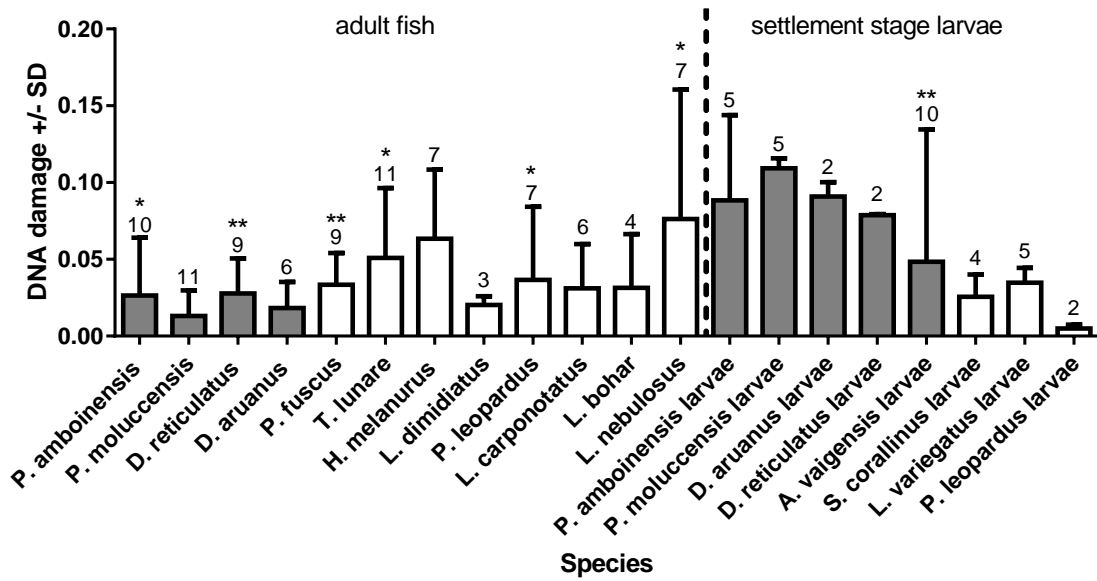 adult fish
settlement stage larvae
DNA damage +/- SD
0.20
0.15
0.10
0.05
0.00
*
10
11
**
9
6
**
9
*
11
7
3
*
7
6
4
*
7
5
5
2
2
**
10
4
5
2
P. amboinensis
P. moluccensis
D. reticulatus
D. aruanus
P. fuscus
T. lunare
H. melanurus
L. dimidiatus
P. leopardus
L. carponotatus
L. bohar
L. nebulosus
P. amboinensis larvae
P. moluccensis larvae
D. aruanus larvae
D. reticulatus larvae
A. vaigensis larvae
S. corallinus larvae
L. variegatus larvae
P. leopardus larvae
Species